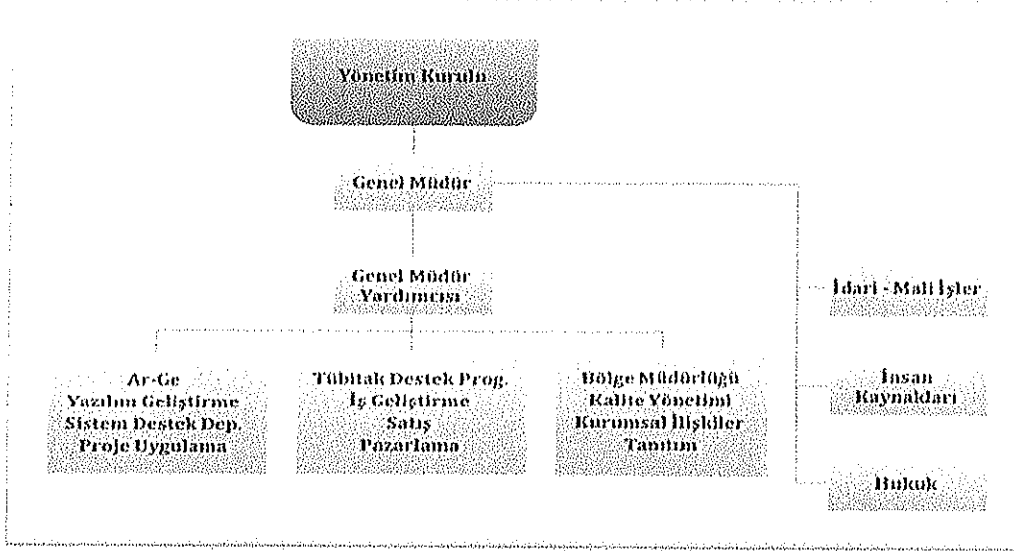 Yönetim Kurulu
Genel Müdür
Genel Müdür
Yardımcısı
İdari - Mali İşler
Ar-Ge
Yazılım Geliştirme
Sistem Destek Dep.
Proje Uygulama
Tübitak Destek Prog.
İş Geliştirme
Satış
Pazarlama
Bölge Müdürlüğü
Kalite Yönetimi
Kurumsal İlişkiler
Tanıtım
İnsan
Kaynakları
Hukuk